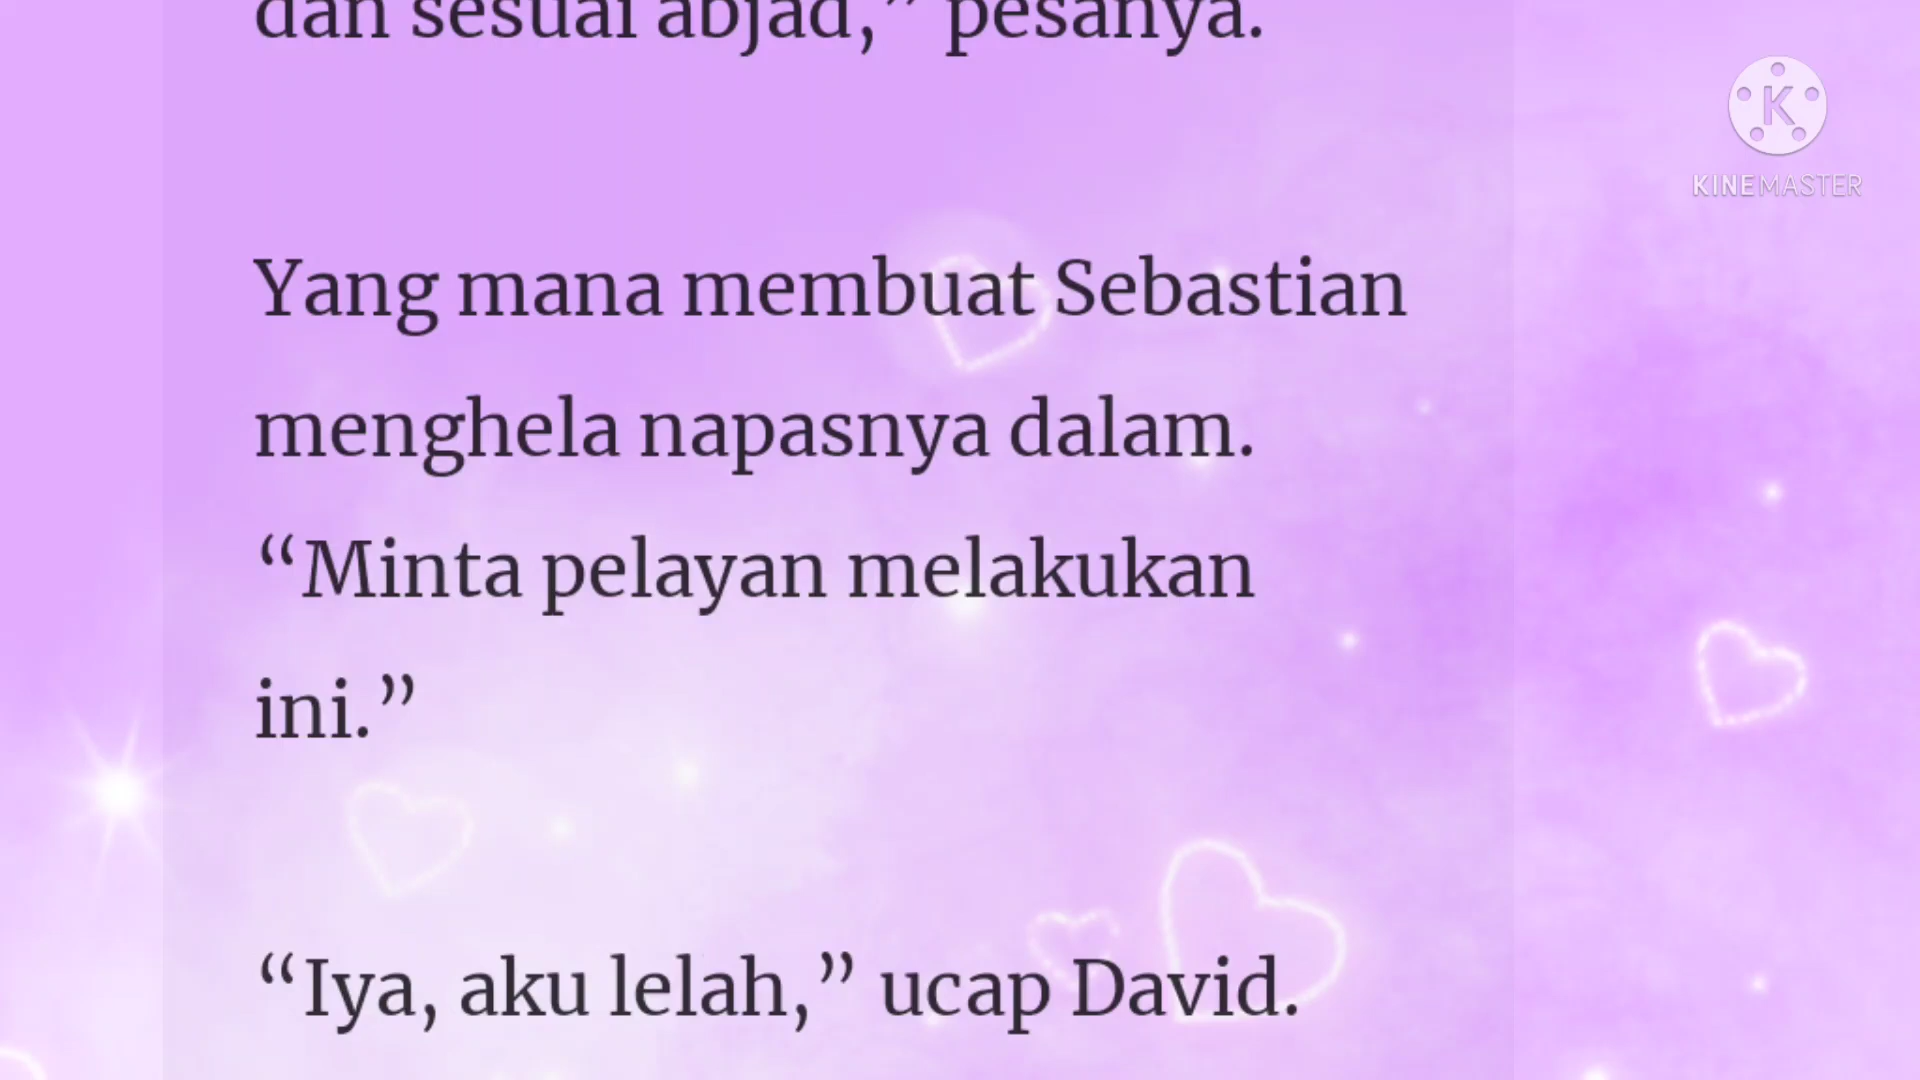 dan sesuai abjad,” pesanya.
Yang mana membuat Sebastian
menghela napasnya dalam.
“Minta pelayan melakukan
ini.”
“Iya, aku lelah,” ucap David.
K
KINEMASTER